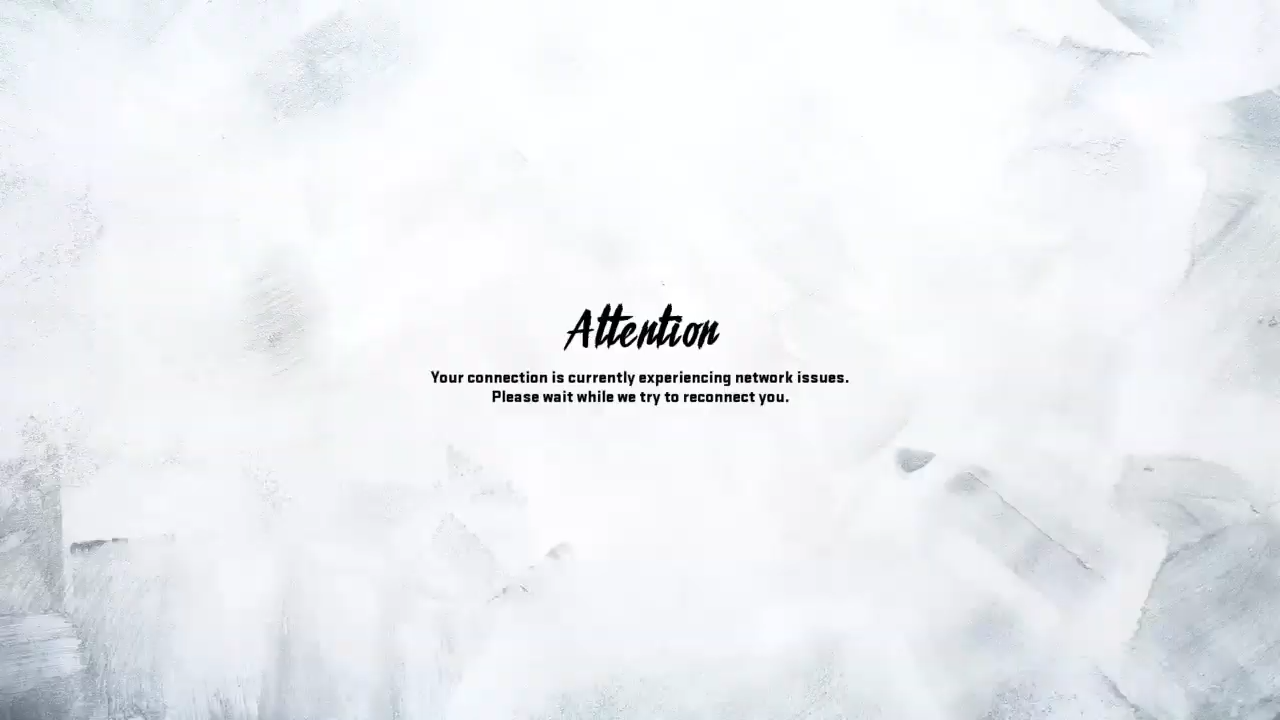 Attention
Your connection is currently experiencing network issues.
Please wait while we try to reconnect you.